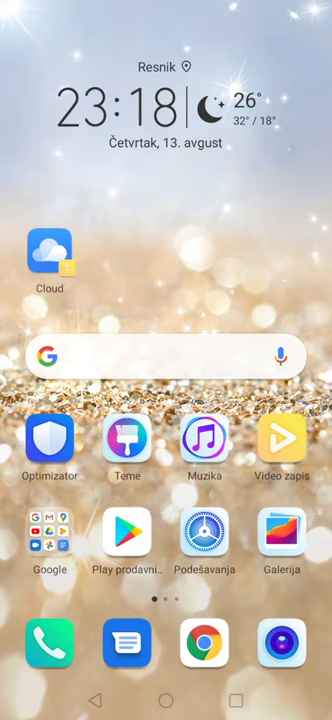 Resnik
23:18
26°
32° / 18°
Četvrtak, 13. avgust
Cloud
Optimizator
Teme
Muzika
Video zapis
Google
Play prodavni..
Podešavanja
Galerija